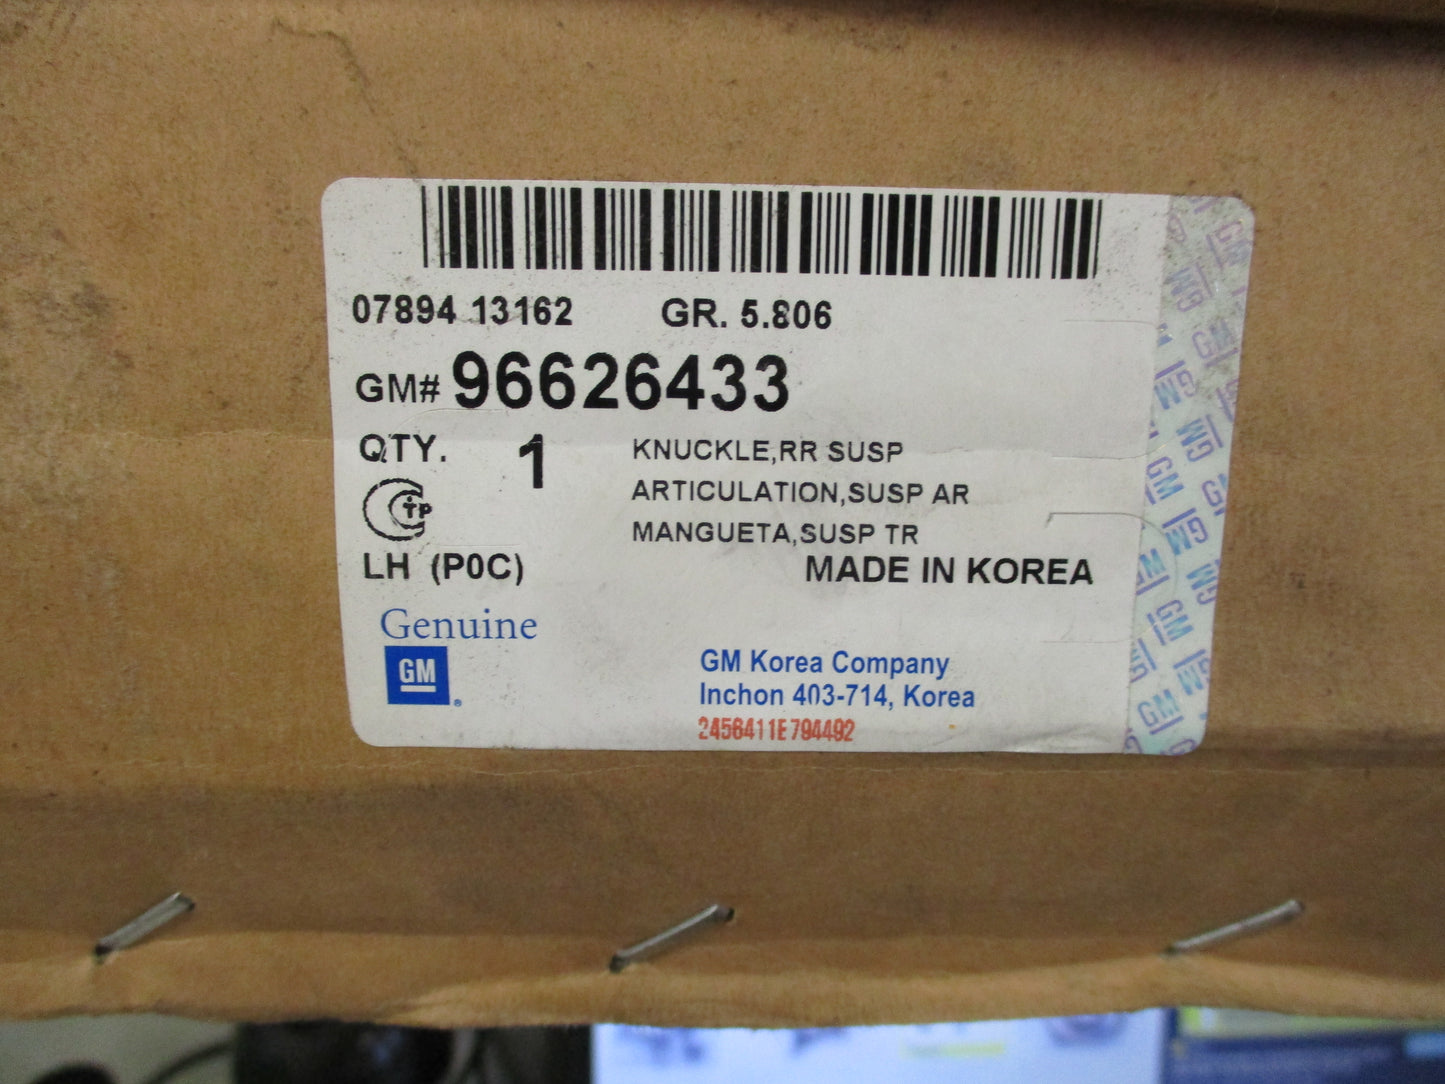 07894 13162 GR. 5.806
GM# 96626433
QTY. 1
KNUCKLE,RR SUSP
ARTICULATION,SUSP AR
MANGUETA,SUSP TR
LH (P0C)
MADE IN KOREA
Genuine
GM
GM Korea Company
Inchon 403-714, Korea
2456411E794492